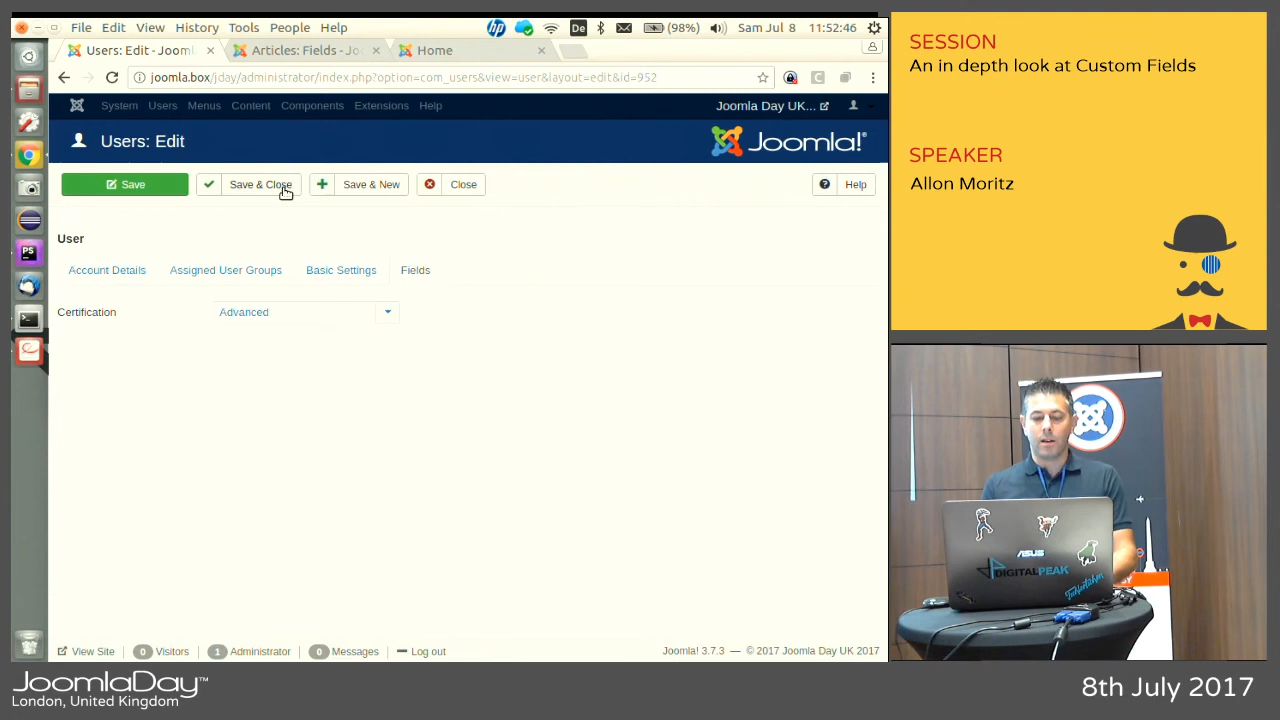 File Edit View History Tools People Help
De
(98%)
Sam Jul 8 11:52:46
Users: Edit - Jooml
Articles: Fields - Jo
Home
joomla.box/jday/administrator/index.php?option=com_users&view=user&layout=edit&id=952
System Users Menus Content Components Extensions Help
Joomla Day UK...
Users: Edit
Joomla!®
Save
Save & Close
Save & New
Close
Help
User
Account Details
Assigned User Groups
Basic Settings
Fields
Certification
Advanced
View Site
0 Visitors
1 Administrator
0 Messages
Log out
Joomla! 3.7.3 — © 2017 Joomla Day UK 2017
SESSION
An in depth look at Custom Fields
SPEAKER
Allon Moritz
ASUS
DIGITALPEAK
JoomlaDay™
London, United Kingdom
8th July 2017